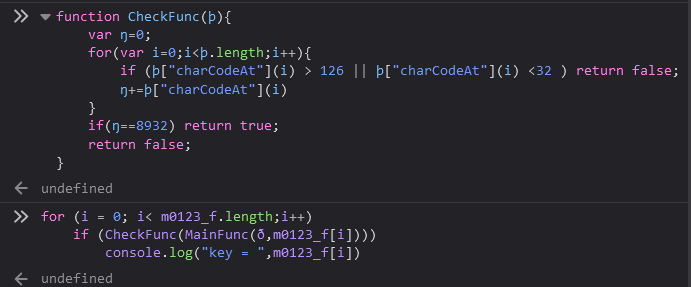 function CheckFunc(þ){
var ŋ=0;
for(var i=0;i<þ.length;i++){
if (þ["charCodeAt"](i) > 126 || þ["charCodeAt"](i) <32 ) return false;
ŋ+=þ["charCodeAt"](i)
}
if(ŋ==8932) return true;
return false;
}
undefined
for (i = 0; i< m0123_f.length;i++)
if (CheckFunc(MainFunc(ð,m0123_f[i])))
console.log("key = ",m0123_f[i])
undefined